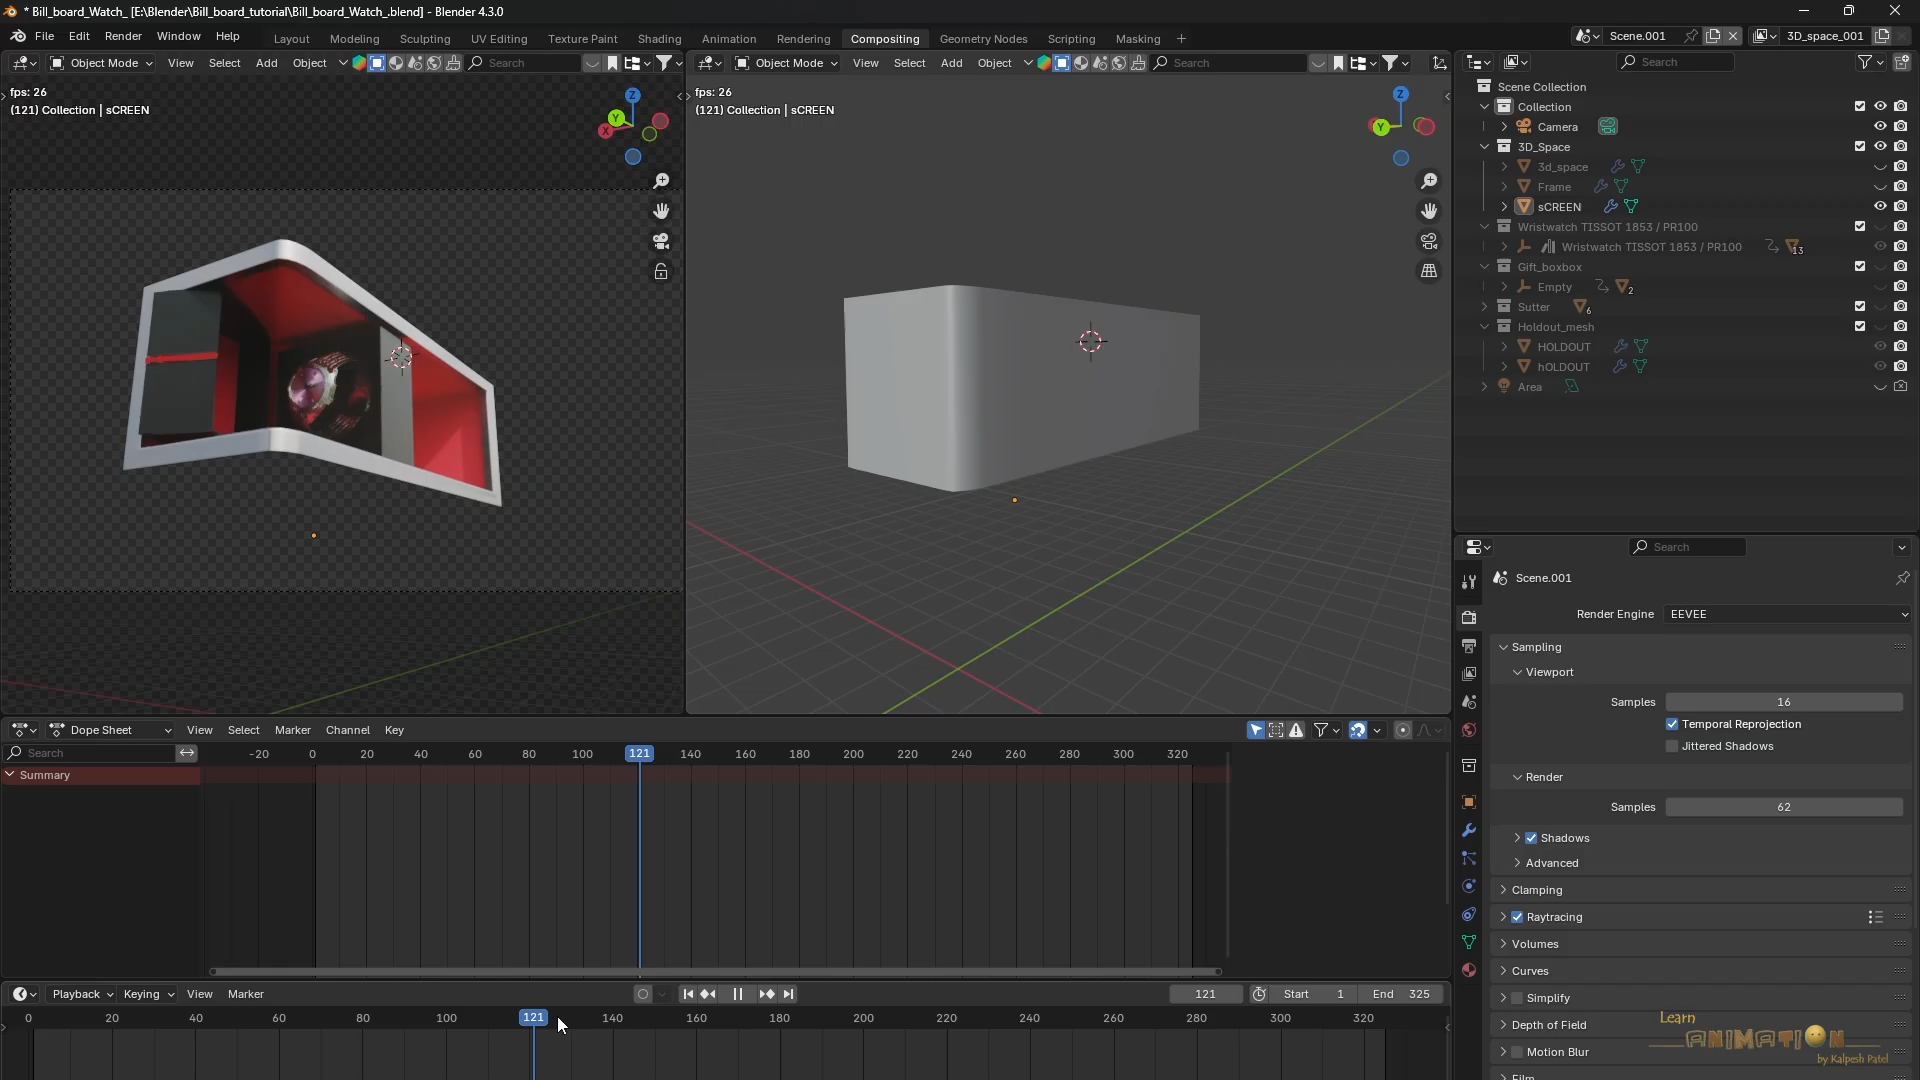 * Bill_board_Watch_ [E:\Blender\Bill_board_tutorial\Bill_board_Watch_.blend] - Blender 4.3.0
File Edit Render Window Help Layout Modeling Sculpting UV Editing Texture Paint Shading Animation Rendering Compositing Geometry Nodes Scripting Masking + Scene.001 3D_space_001
Object Mode View Select Add Object Search Object Mode View Select Add Object Search Search
fps: 26
(121) Collection | sCREEN
Z
Y
X
fps: 26
(121) Collection | sCREEN
Z
Y
Scene Collection
Collection
Camera
3D_Space
3d_space
Frame
sCREEN
Wristwatch TISSOT 1853 / PR100
Wristwatch TISSOT 1853 / PR100 13
Gift_boxbox
Empty 2
Sutter 6
Holdout_mesh
HOLDOUT
hOLDOUT
Area
Search
Scene.001
Render Engine EEVEE
Sampling
Viewport
Samples 16
Temporal Reprojection
Jittered Shadows
Render
Samples 62
Shadows
Advanced
Clamping
Raytracing
Volumes
Curves
Simplify
Depth of Field
Motion Blur
Film
Dope Sheet View Select Marker Channel Key
Search -20 0 20 40 60 80 100 121 140 160 180 200 220 240 260 280 300 320
Summary
Playback Keying View Marker 121 Start 1 End 325
0 20 40 60 80 100 121 140 160 180 200 220 240 260 280 300 320
Learn
ANIMATION
by Kalpesh Patel